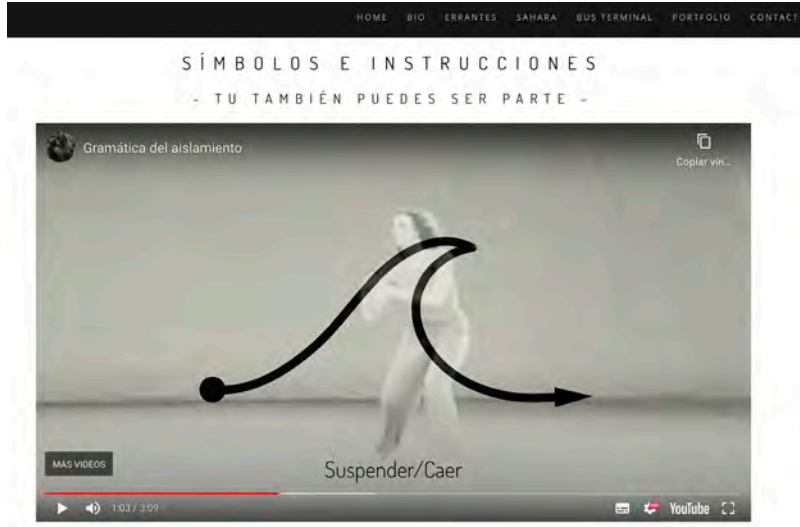 HOME BIO ERRANTES SAHARA BUS TERMINAL PORTFOLIO CONTACT
SÍMBOLOS E INSTRUCCIONES
- TU TAMBIÉN PUEDES SER PARTE -
Gramática del aislamiento
Copiar vín...
Suspender/Caer
MÁS VIDEOS
1:03 / 3:09
HD
YouTube